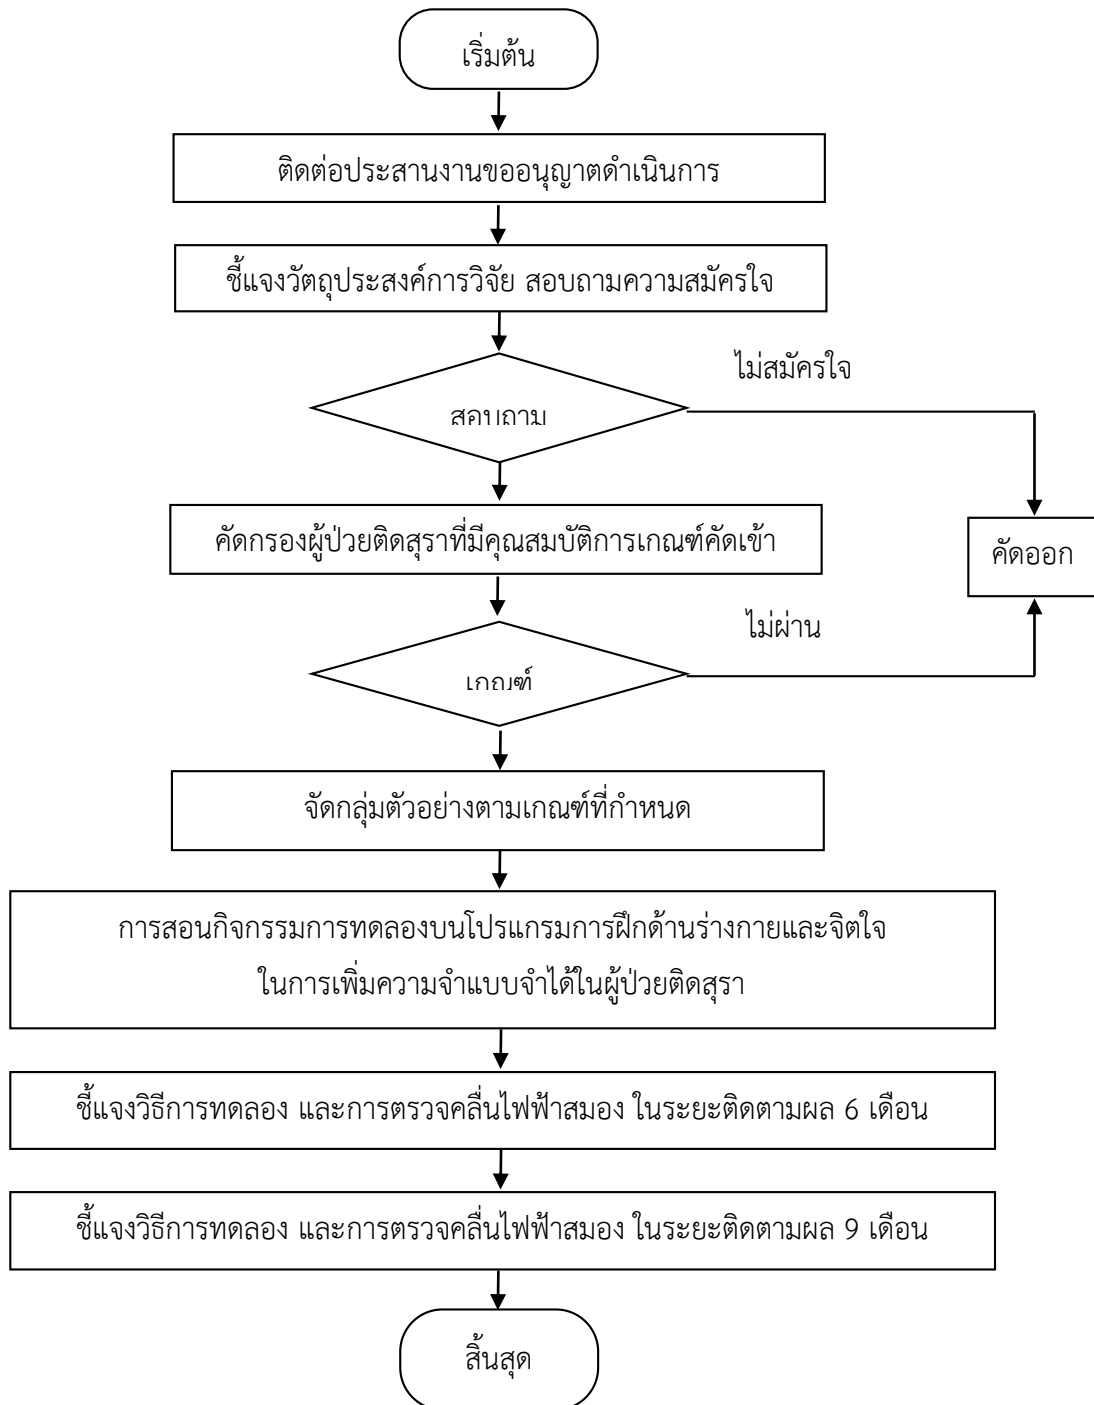 เริ่มต้น
ติดต่อประสานงานขออนุญาตดำเนินการ
ชี้แจงวัตถุประสงค์การวิจัย สอบถามความสมัครใจ
ไม่สมัครใจ
สอบถาม
คัดกรองผู้ป่วยติดสุราที่มีคุณสมบัติการเกณฑ์คัดเข้า
คัดออก
ไม่ผ่าน
เกณฑ์
จัดกลุ่มตัวอย่างตามเกณฑ์ที่กำหนด
การสอนกิจกรรมการทดลองบนโปรแกรมการฝึกด้านร่างกายและจิตใจ
ในการเพิ่มความจำแบบจำได้ในผู้ป่วยติดสุรา
ชี้แจงวิธีการทดลอง และการตรวจคลื่นไฟฟ้าสมอง ในระยะติดตามผล 6 เดือน
ชี้แจงวิธีการทดลอง และการตรวจคลื่นไฟฟ้าสมอง ในระยะติดตามผล 9 เดือน
สิ้นสุด